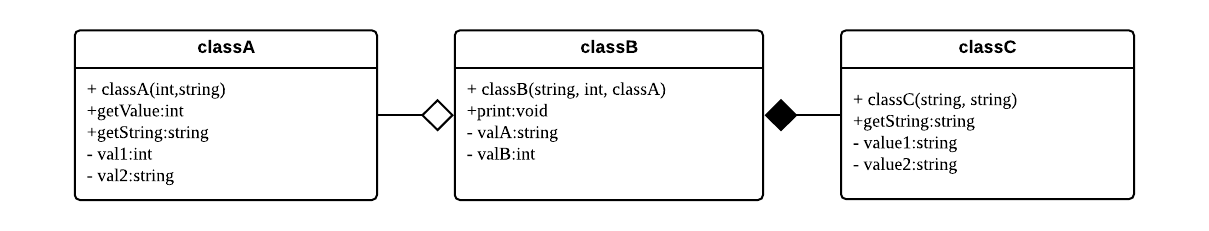 classA
+ classA(int,string)
+getValue:int
+getString:string
- val1:int
- val2:string
classB
+ classB(string, int, classA)
+print:void
- valA:string
- valB:int
classC
+ classC(string, string)
+getString:string
- value1:string
- value2:string